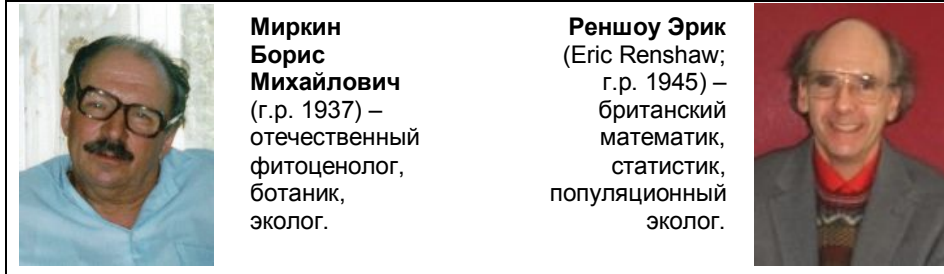 Миркин
Борис
Михайлович
(г.р. 1937) –
отечественный
фитоценолог,
ботаник,
эколог.
Реншоу Эрик
(Eric Renshaw;
г.р. 1945) –
британский
математик,
статистик,
популяционный
эколог.